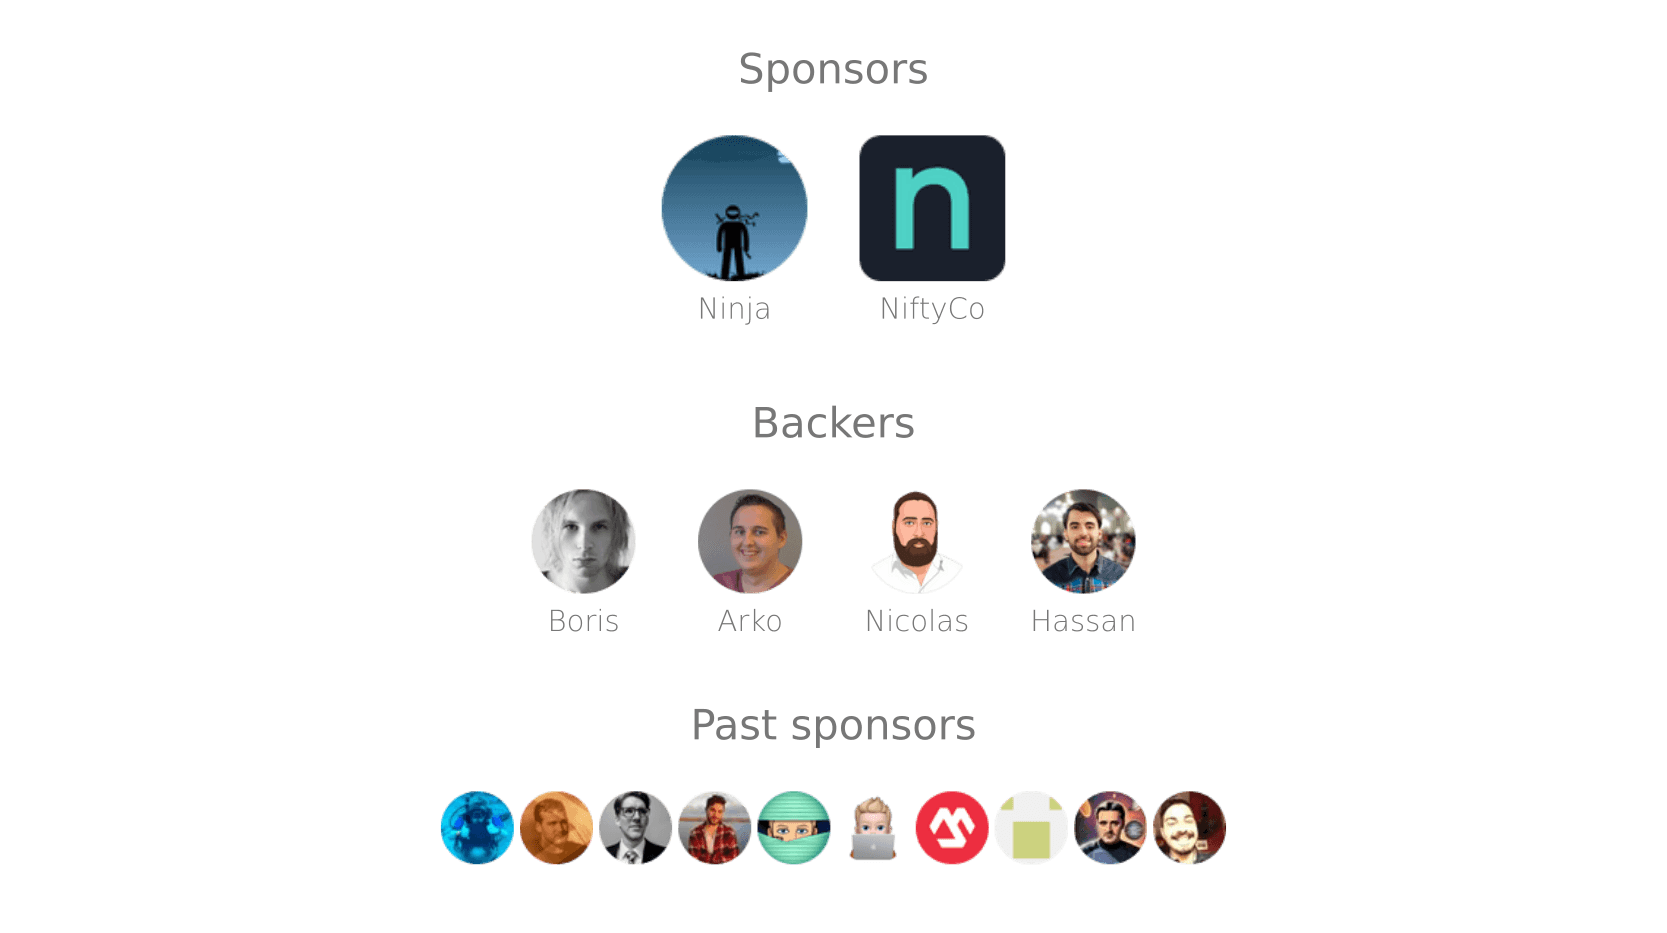 Sponsors
n
Ninja NiftyCo
Backers
Boris Arko Nicolas Hassan
Past sponsors